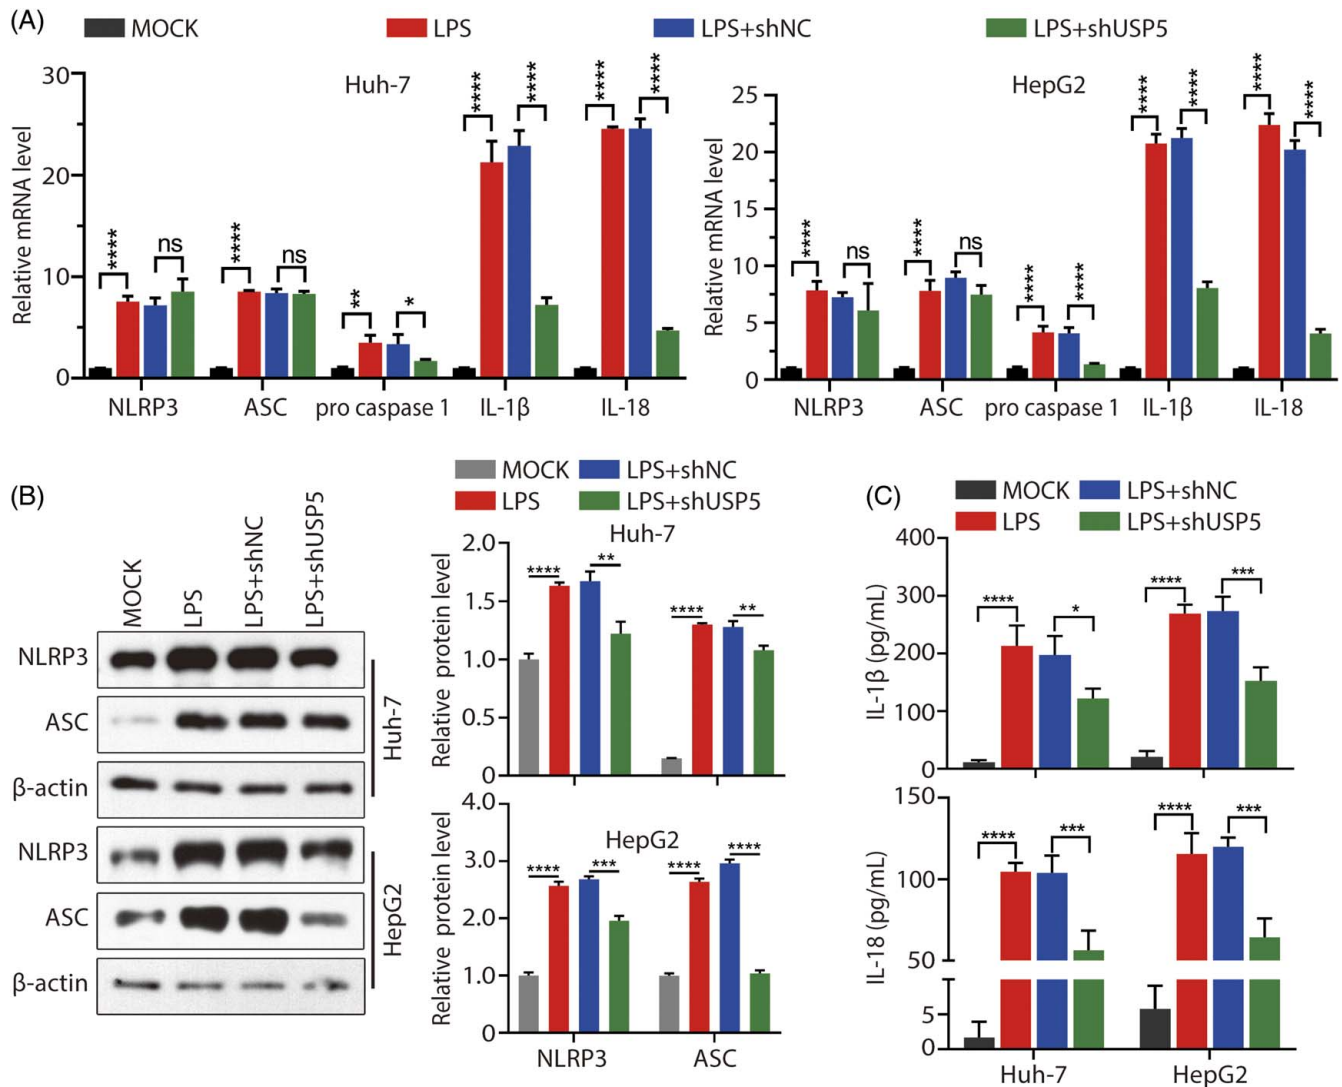 (A)
MOCK LPS LPS+shNC LPS+shUSP5
Huh-7
Relative mRNA level
30
20
10
0
**** ns **** ns ** * **** **** **** ****
NLRP3 ASC pro caspase 1 IL-1β IL-18
HepG2
Relative mRNA level
25
20
15
10
5
0
**** ns **** ns **** **** **** **** **** ****
NLRP3 ASC pro caspase 1 IL-1β IL-18
(B)
MOCK
LPS
LPS+shNC
LPS+shUSP5
NLRP3
ASC
β-actin
Huh-7
NLRP3
ASC
β-actin
HepG2
MOCK LPS+shNC
LPS LPS+shUSP5
Huh-7
Relative protein level
2.0
1.5
1.0
0.5
0
**** ** **** **
HepG2
Relative protein level
4.0
3.0
2.0
1.0
0
**** *** **** ****
NLRP3 ASC
(C)
MOCK LPS+shNC
LPS LPS+shUSP5
IL-1β (pg/mL)
400
300
200
100
0
**** * **** ***
IL-18 (pg/mL)
150
100
50
5
0
**** *** **** ***
Huh-7 HepG2